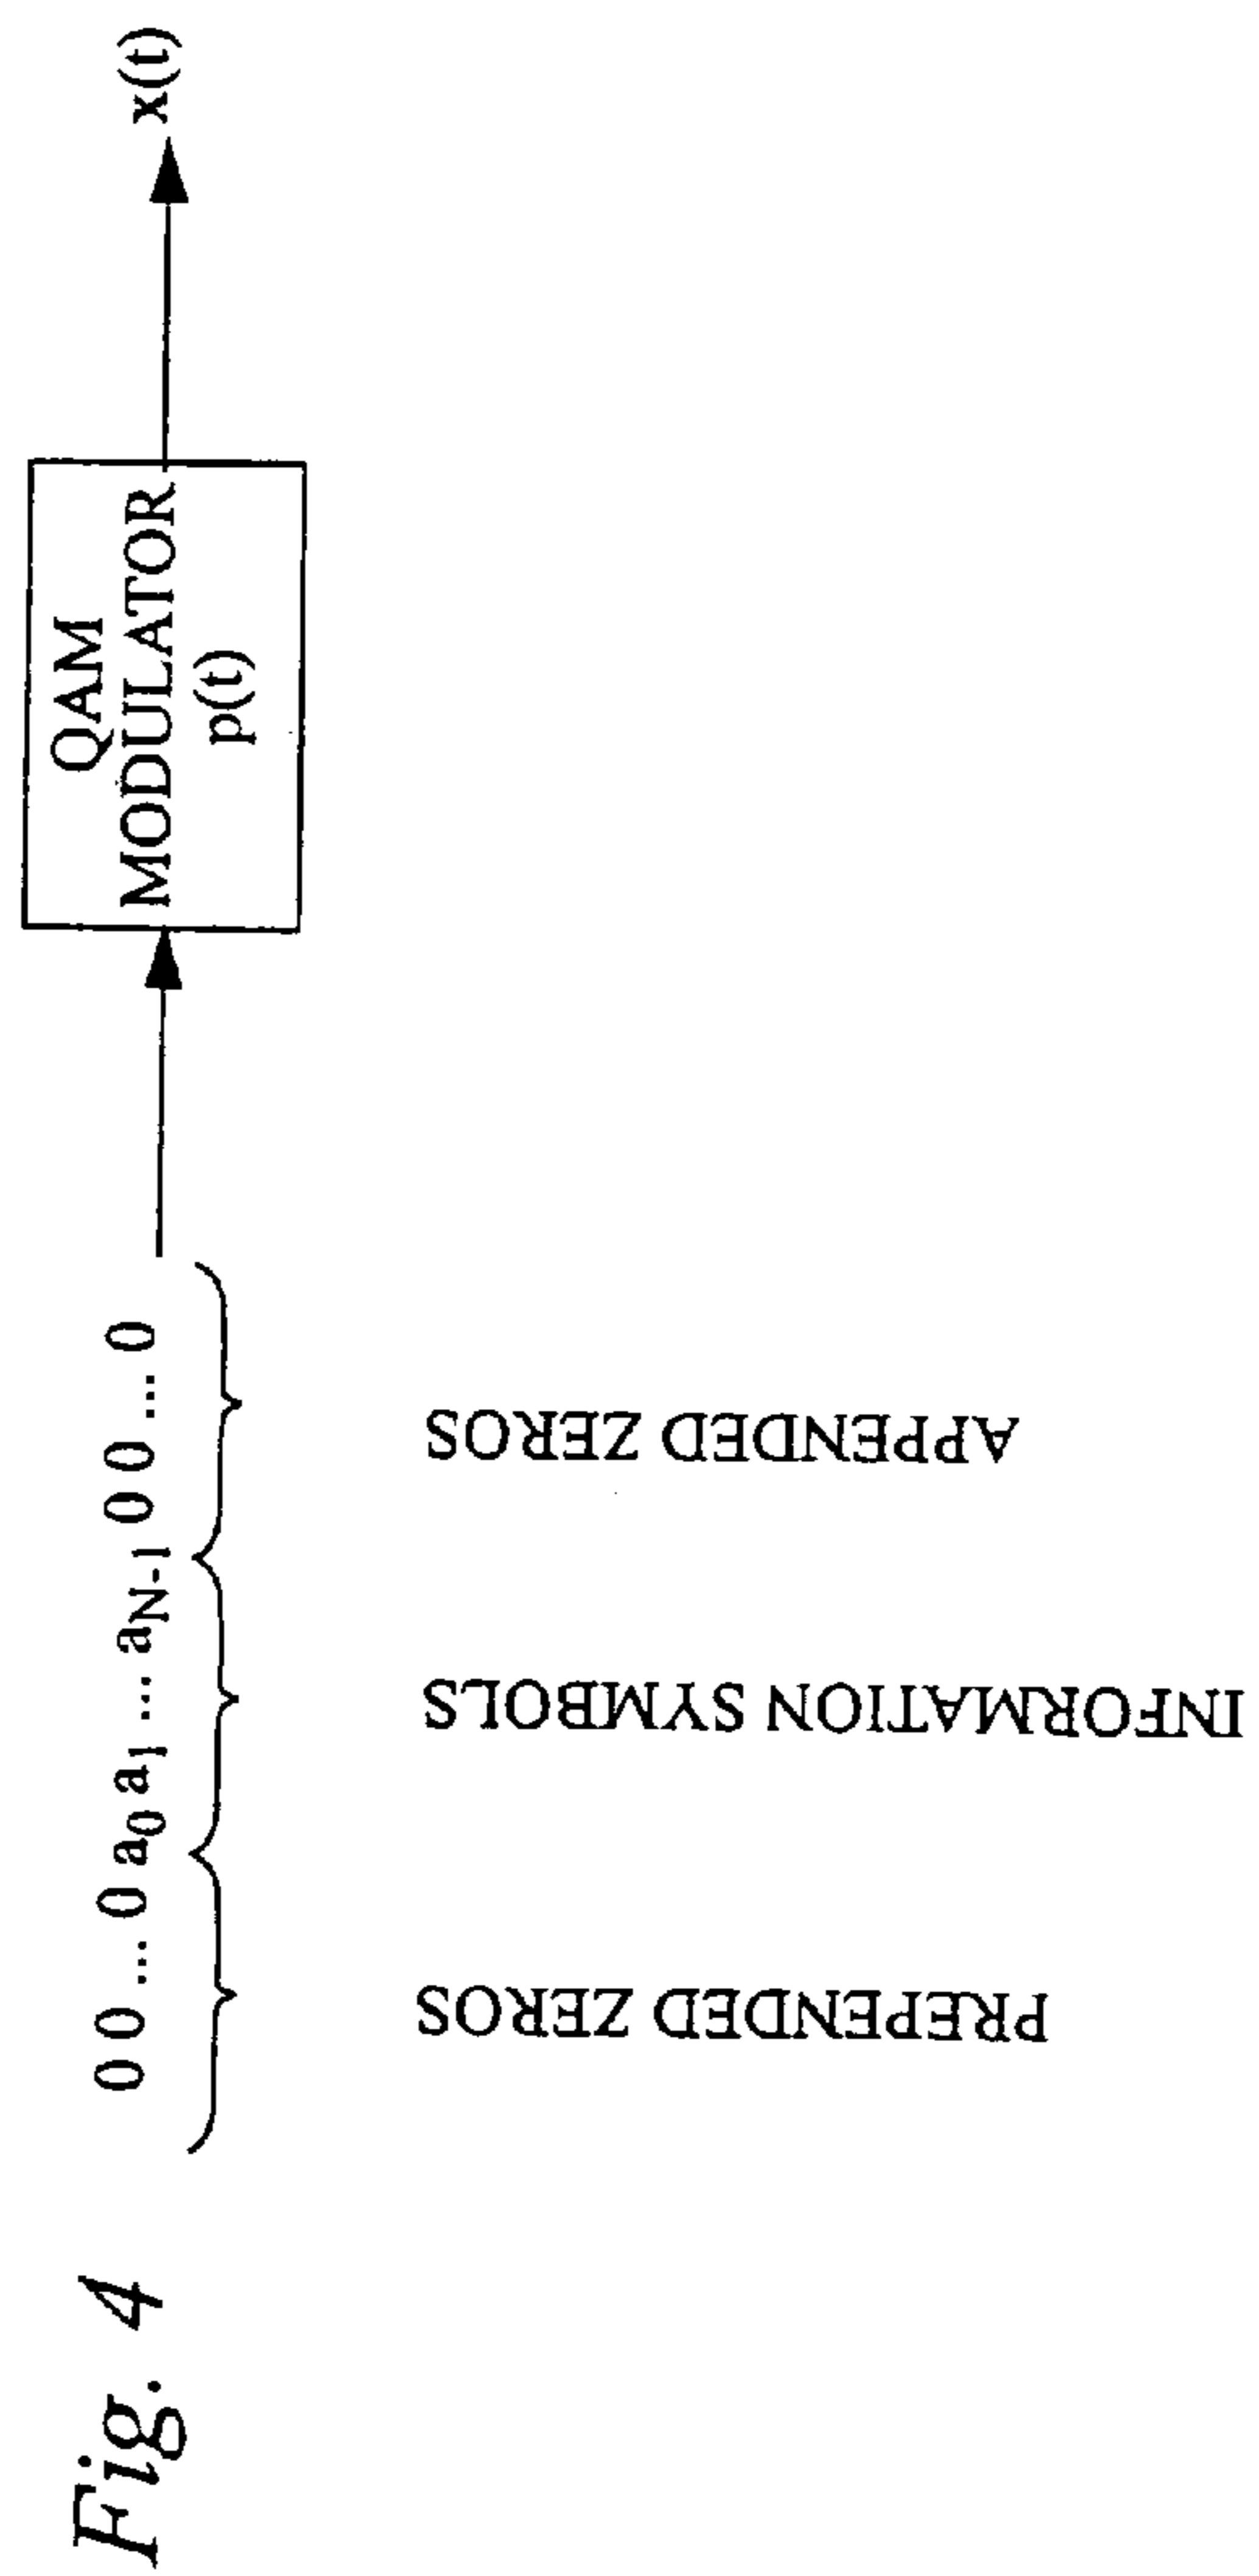 Fig. 4
0 0 ... 0 a₀ a₁ ... a_N-1 0 0 ... 0
PREPENDED ZEROS
INFORMATION SYMBOLS
APPENDED ZEROS
QAM
MODULATOR
p(t)
x(t)